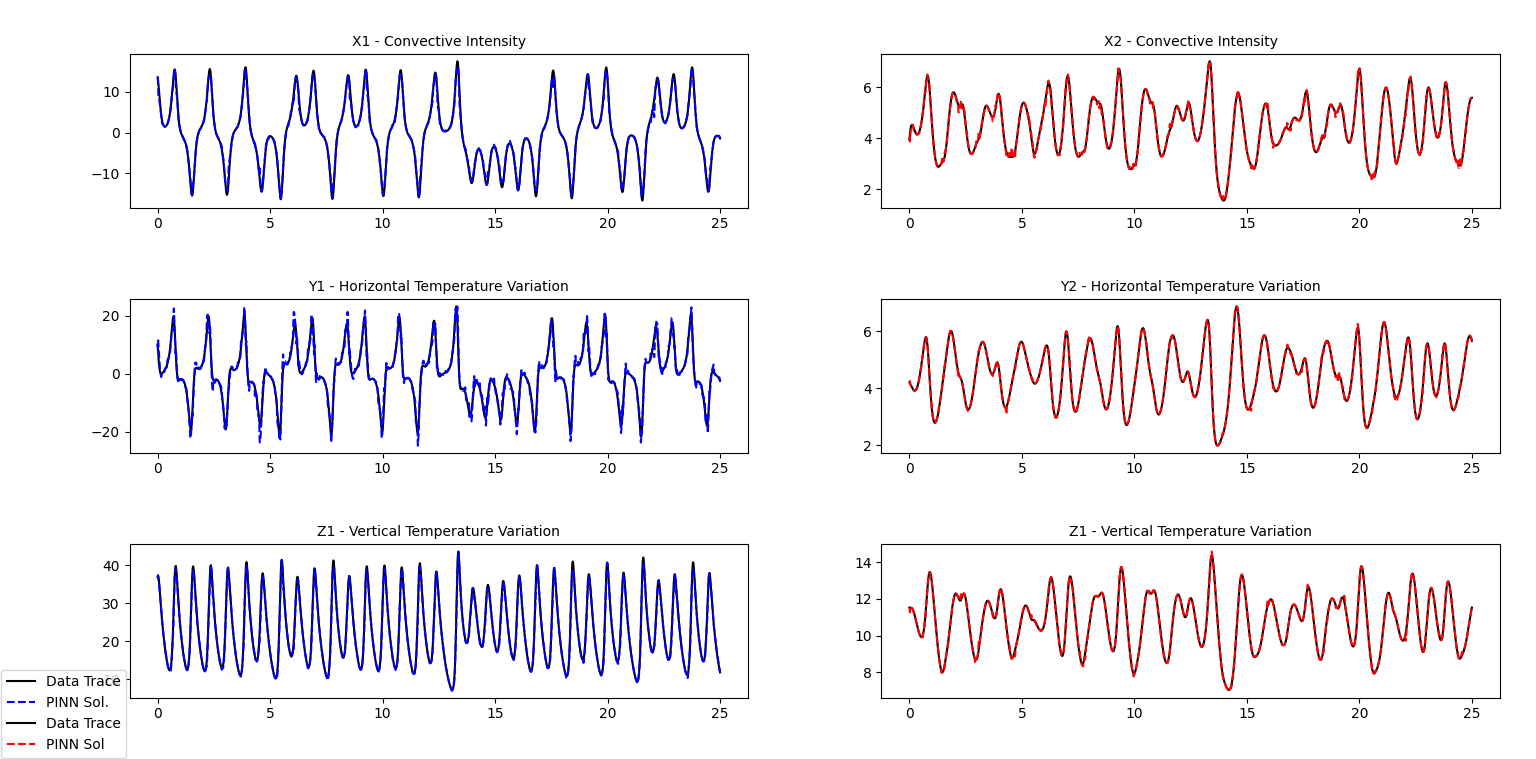 X1 - Convective Intensity
10
0
−10
0 5 10 15 20 25
X2 - Convective Intensity
6
4
2
0 5 10 15 20 25
Y1 - Horizontal Temperature Variation
20
0
−20
0 5 10 15 20 25
Y2 - Horizontal Temperature Variation
6
4
2
0 5 10 15 20 25
Z1 - Vertical Temperature Variation
40
30
20
0 5 10 15 20 25
Z1 - Vertical Temperature Variation
14
12
10
8
0 5 10 15 20 25
Data Trace
PINN Sol.
Data Trace
PINN Sol